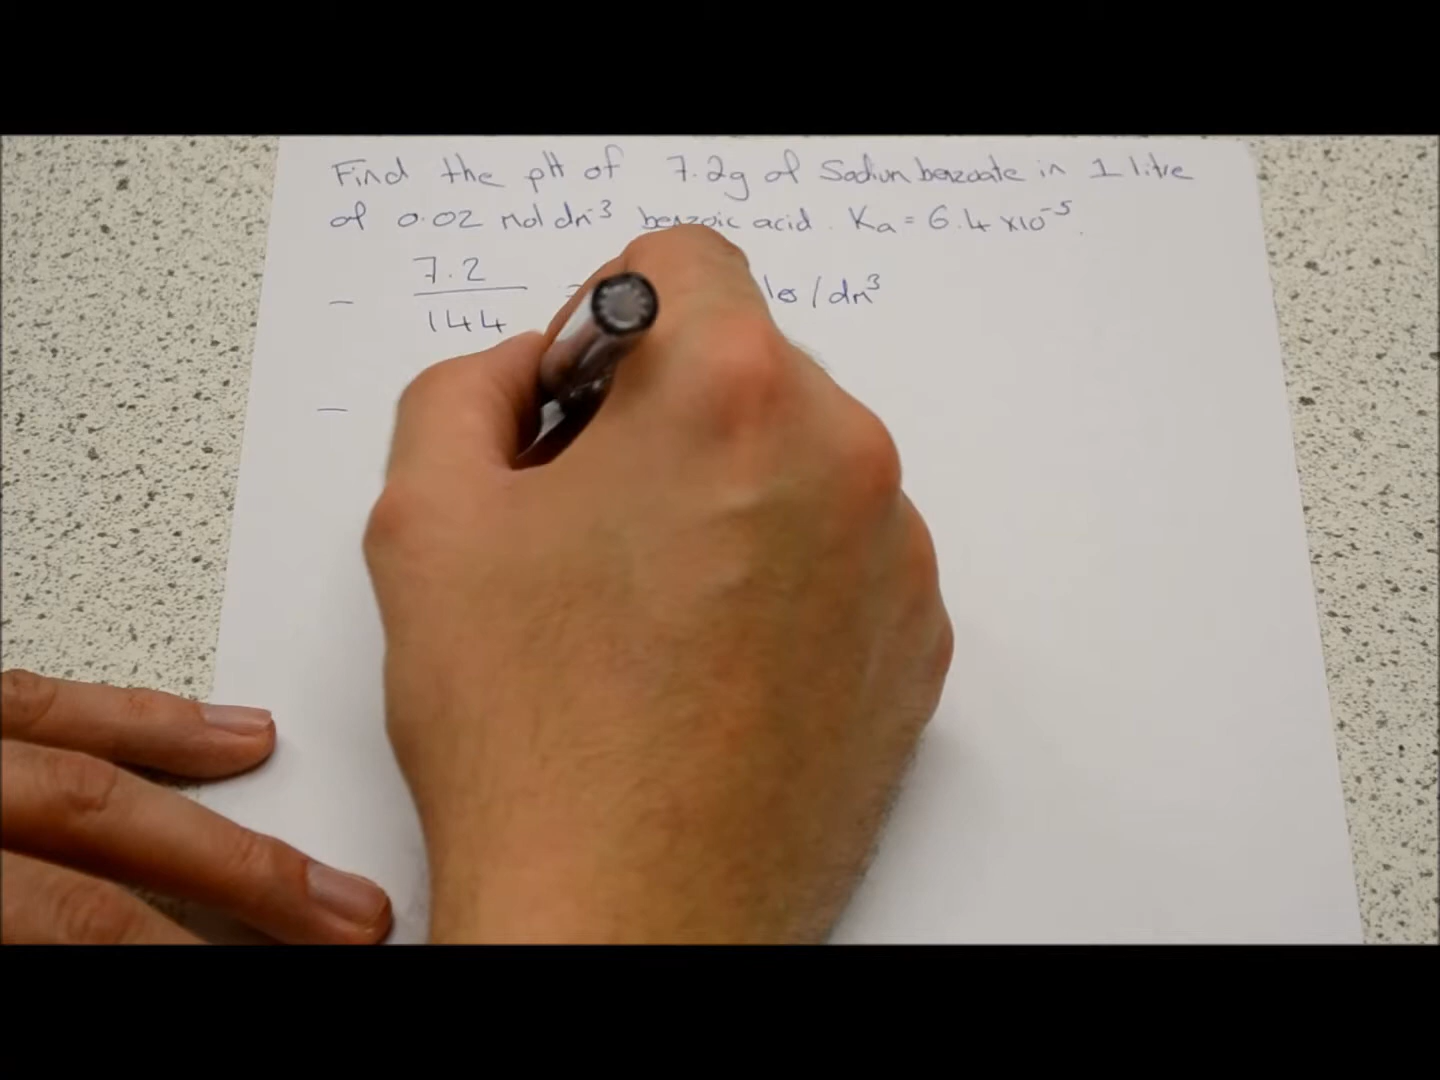 Find the pH of 7.2g of Sodium benzoate in 1 litre
of 0.02 mol dm-3 benzoic acid. Ka = 6.4 x10-5.
- 7.2 / 144 = /dm3
-